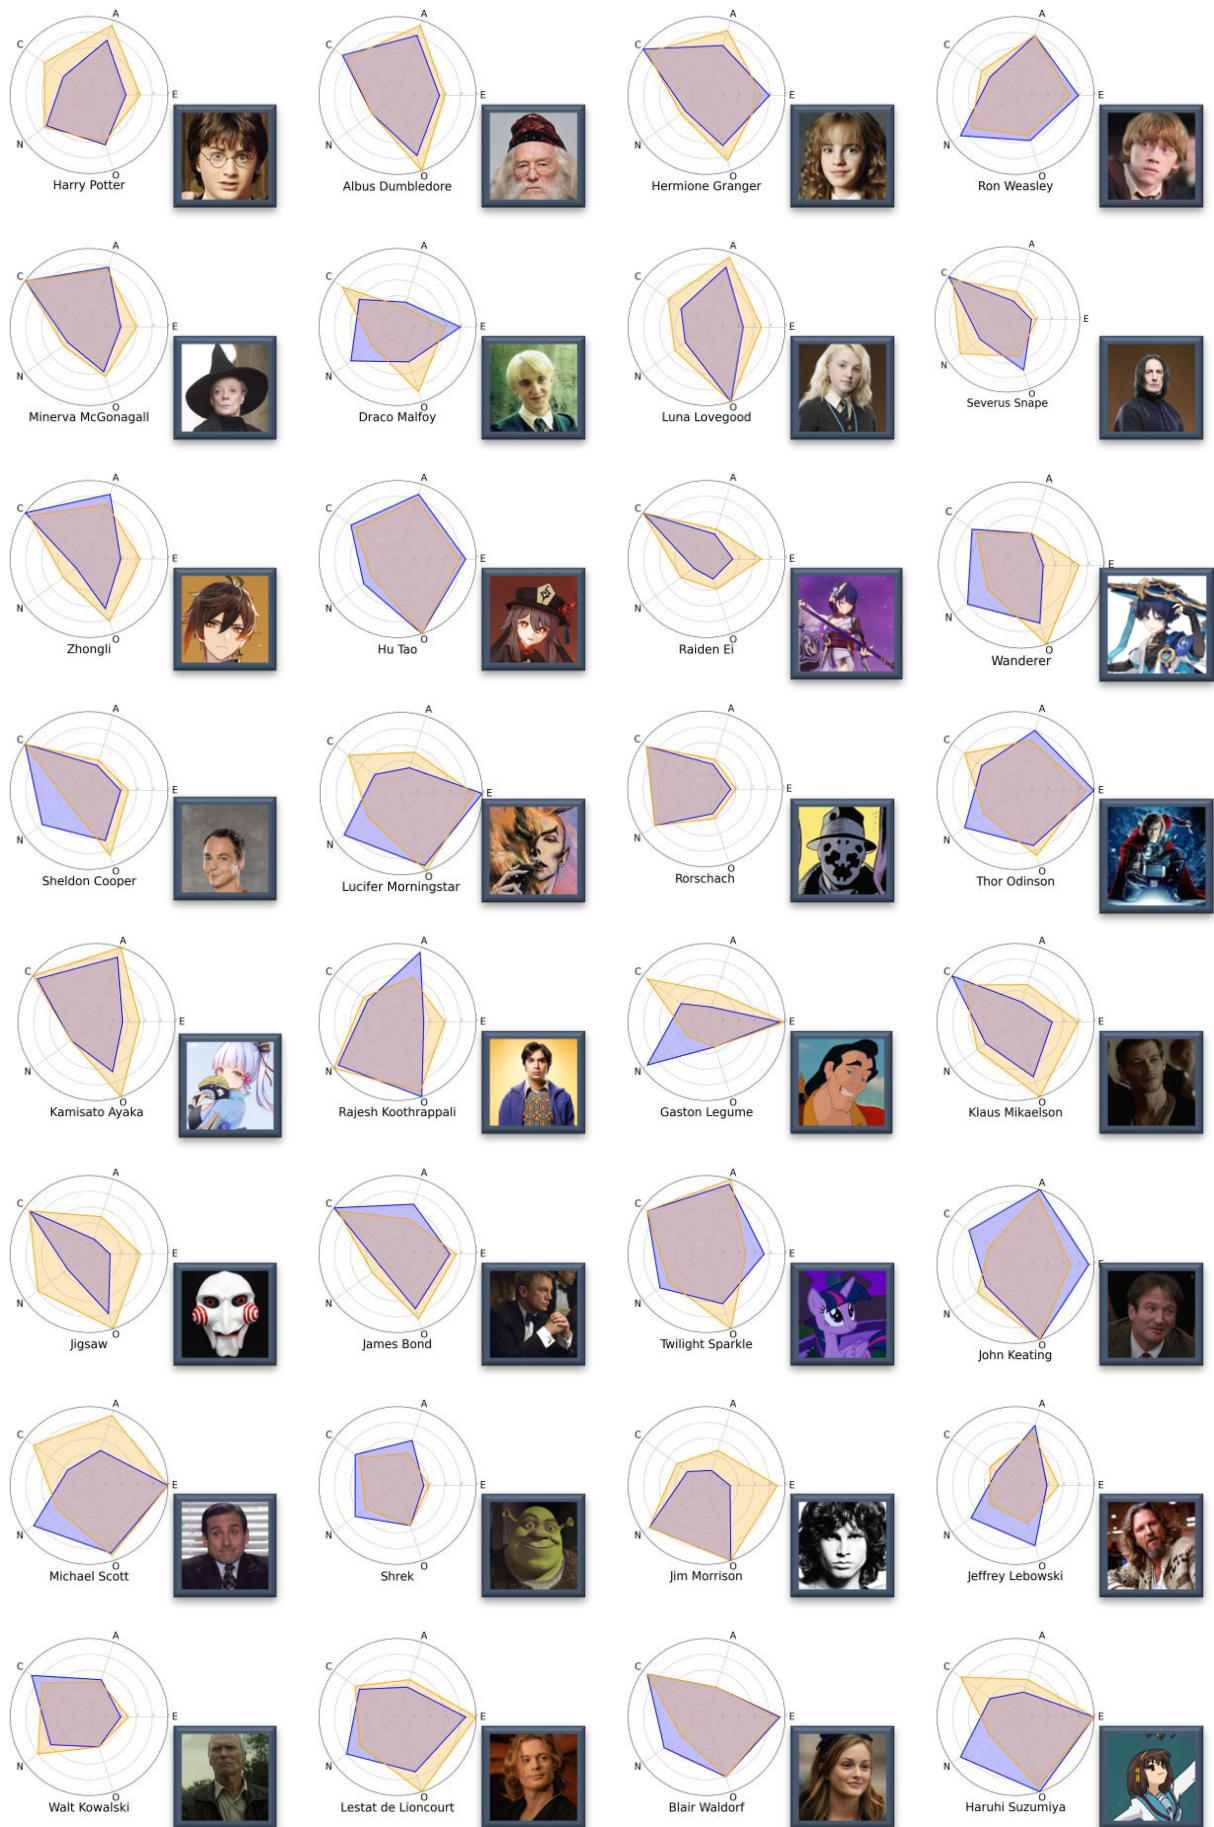 A
C
E
N
O
Harry Potter
A
C
E
N
O
Albus Dumbledore
A
C
E
N
O
Hermione Granger
A
C
E
N
O
Ron Weasley
A
C
E
N
O
Minerva McGonagall
A
C
E
N
O
Draco Malfoy
A
C
E
N
O
Luna Lovegood
A
C
E
N
O
Severus Snape
A
C
E
N
O
Zhongli
A
C
E
N
O
Hu Tao
A
C
E
N
O
Raiden Ei
A
C
E
N
O
Wanderer
A
C
E
N
O
Sheldon Cooper
A
C
E
N
O
Lucifer Morningstar
A
C
E
N
O
Rorschach
A
C
E
N
O
Thor Odinson
A
C
E
N
O
Kamisato Ayaka
A
C
E
N
O
Rajesh Koothrappali
A
C
E
N
O
Gaston Legume
A
C
E
N
O
Klaus Mikaelson
A
C
E
N
O
Jigsaw
A
C
E
N
O
James Bond
A
C
E
N
O
Twilight Sparkle
A
C
E
N
O
John Keating
A
C
E
N
O
Michael Scott
A
C
E
N
O
Shrek
A
C
E
N
O
Jim Morrison
A
C
E
N
O
Jeffrey Lebowski
A
C
E
N
O
Walt Kowalski
A
C
E
N
O
Lestat de Lioncourt
A
C
E
N
O
Blair Waldorf
A
C
E
N
O
Haruhi Suzumiya